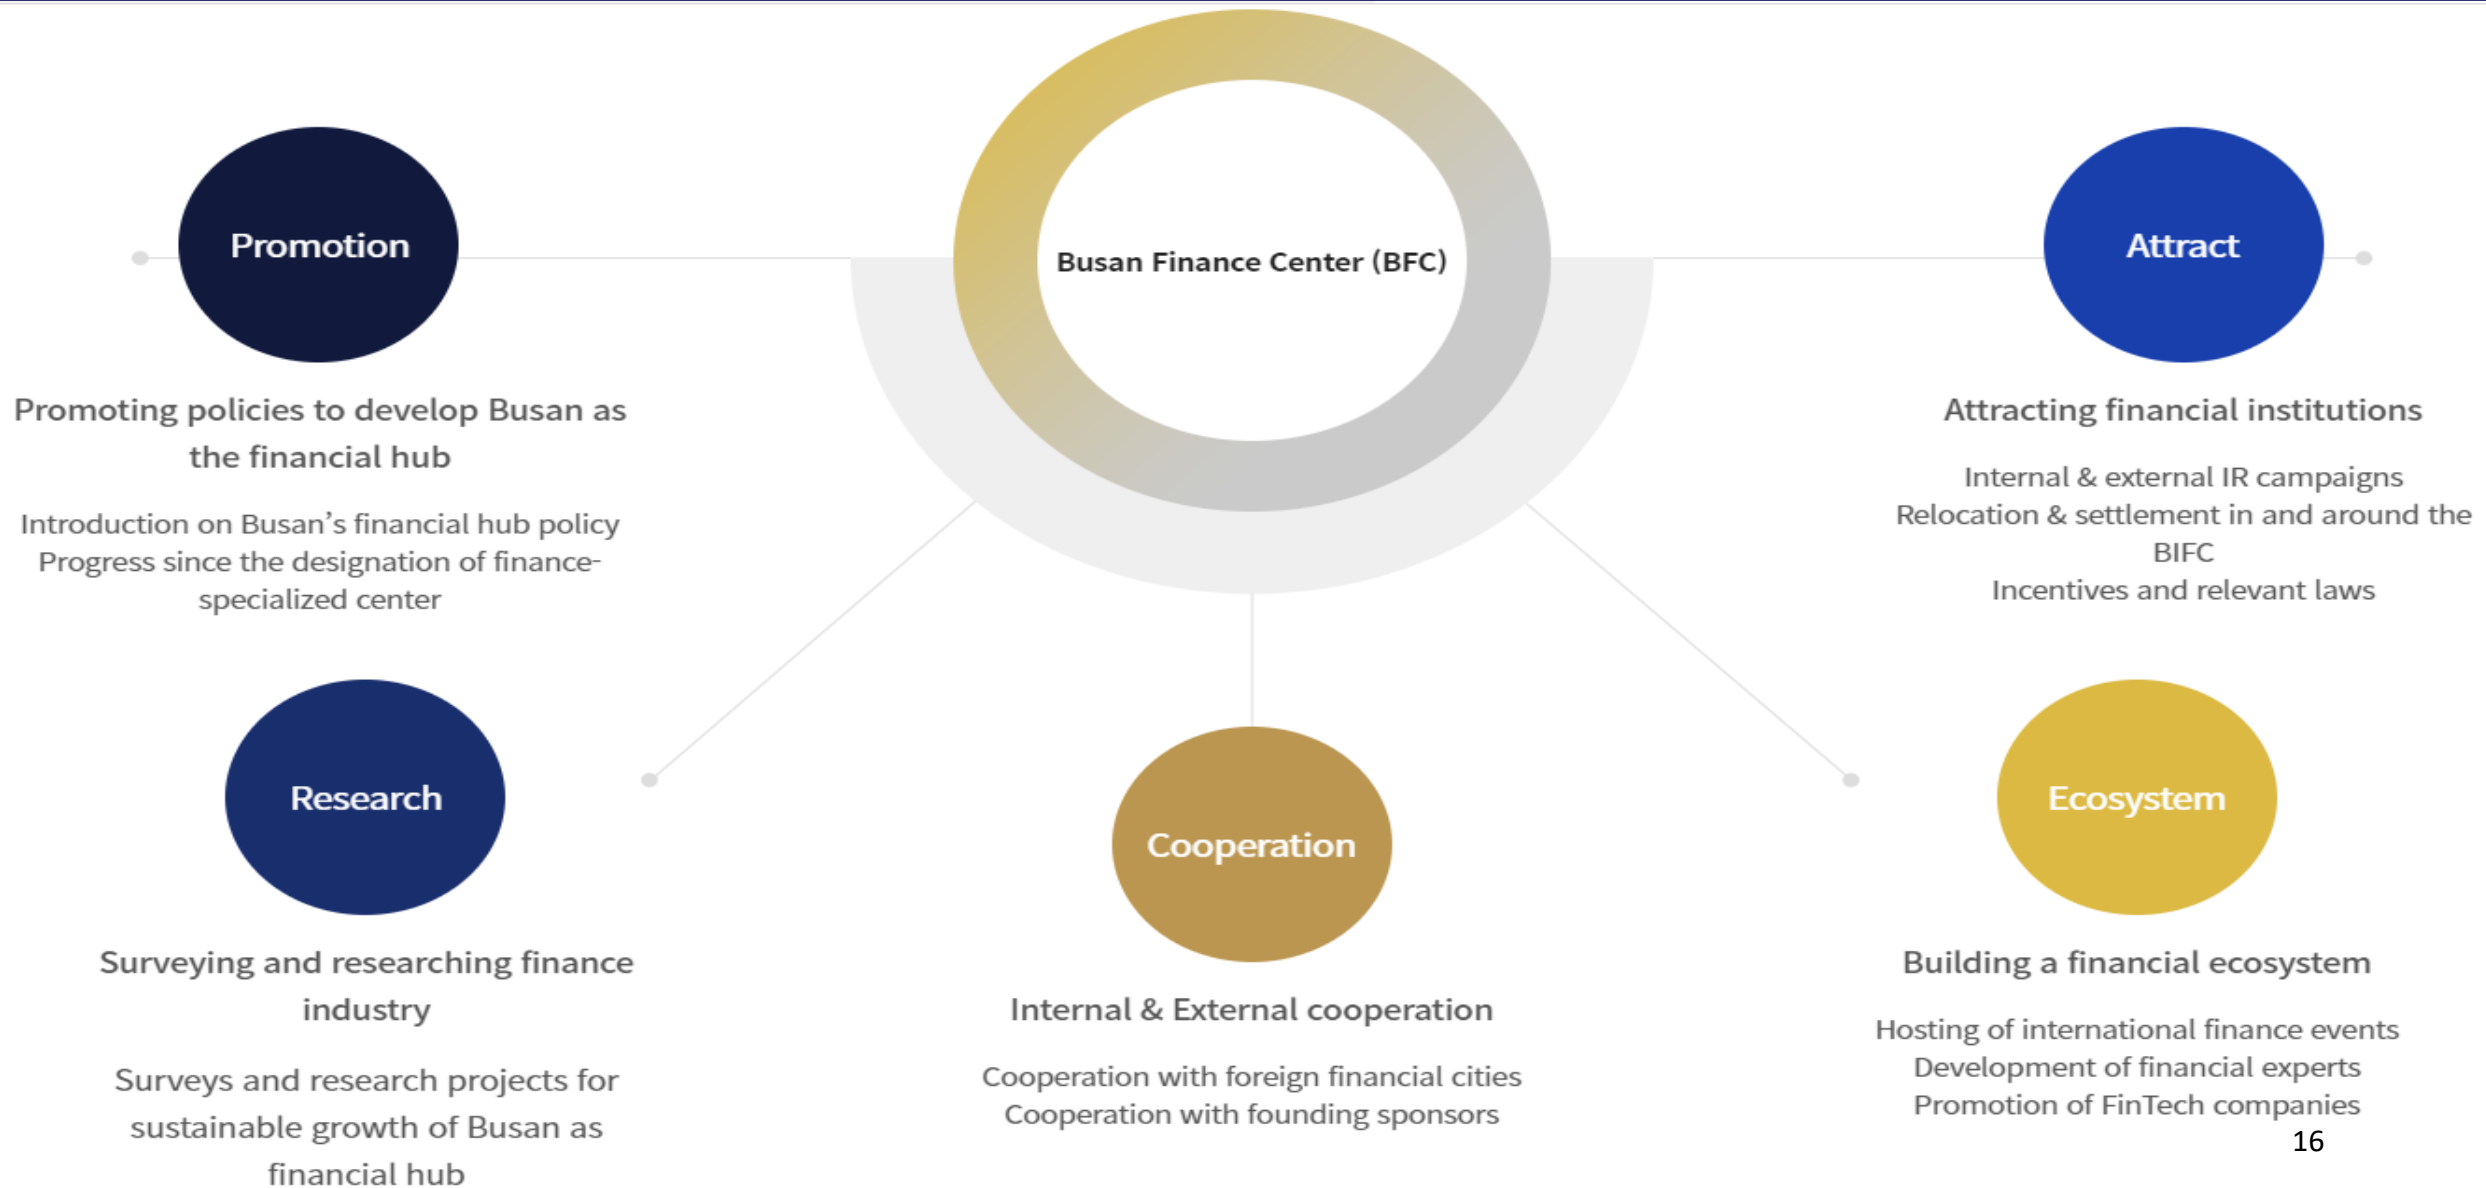 Busan Finance Center (BFC)
Promotion
Promoting policies to develop Busan as
the financial hub
Introduction on Busan's financial hub policy
Progress since the designation of finance-
specialized center
Attract
Attracting financial institutions
Internal & external IR campaigns
Relocation & settlement in and around the
BIFC
Incentives and relevant laws
Research
Surveying and researching finance
industry
Surveys and research projects for
sustainable growth of Busan as
financial hub
Cooperation
Internal & External cooperation
Cooperation with foreign financial cities
Cooperation with founding sponsors
Ecosystem
Building a financial ecosystem
Hosting of international finance events
Development of financial experts
Promotion of FinTech companies
16